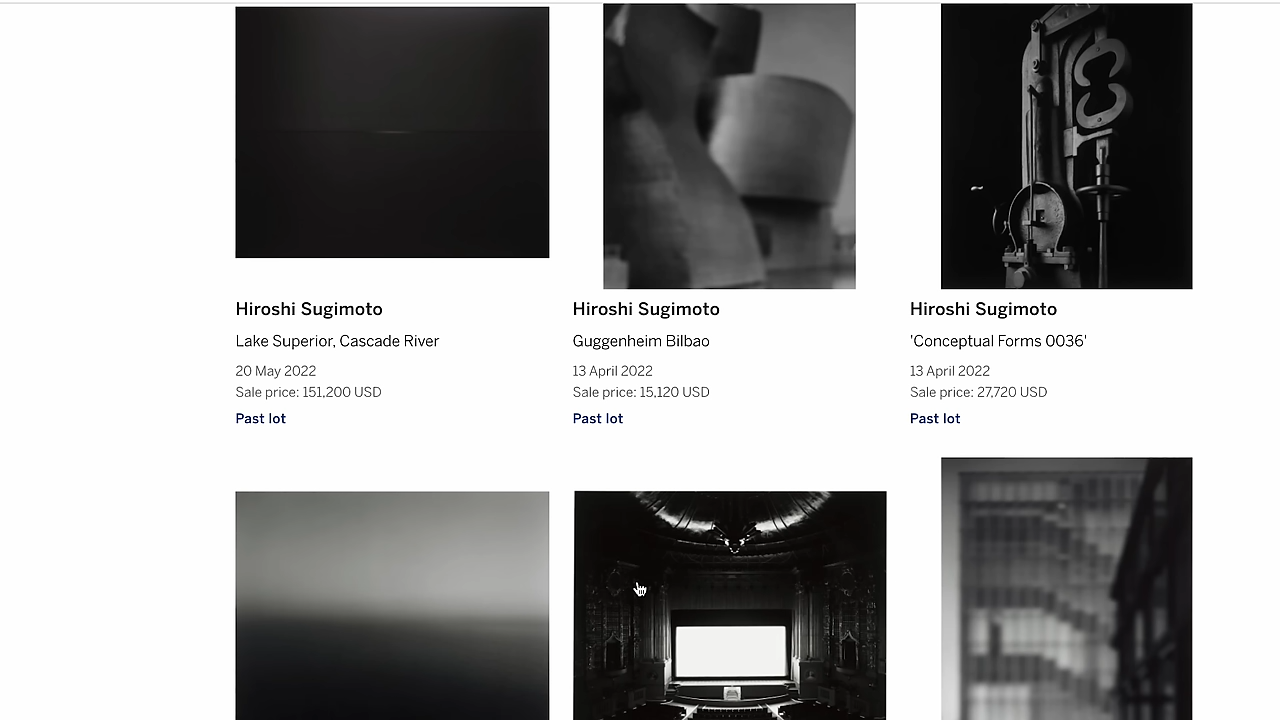 Hiroshi Sugimoto
Lake Superior, Cascade River
20 May 2022
Sale price: 151,200 USD
Past lot
Hiroshi Sugimoto
Guggenheim Bilbao
13 April 2022
Sale price: 15,120 USD
Past lot
Hiroshi Sugimoto
'Conceptual Forms 0036'
13 April 2022
Sale price: 27,720 USD
Past lot